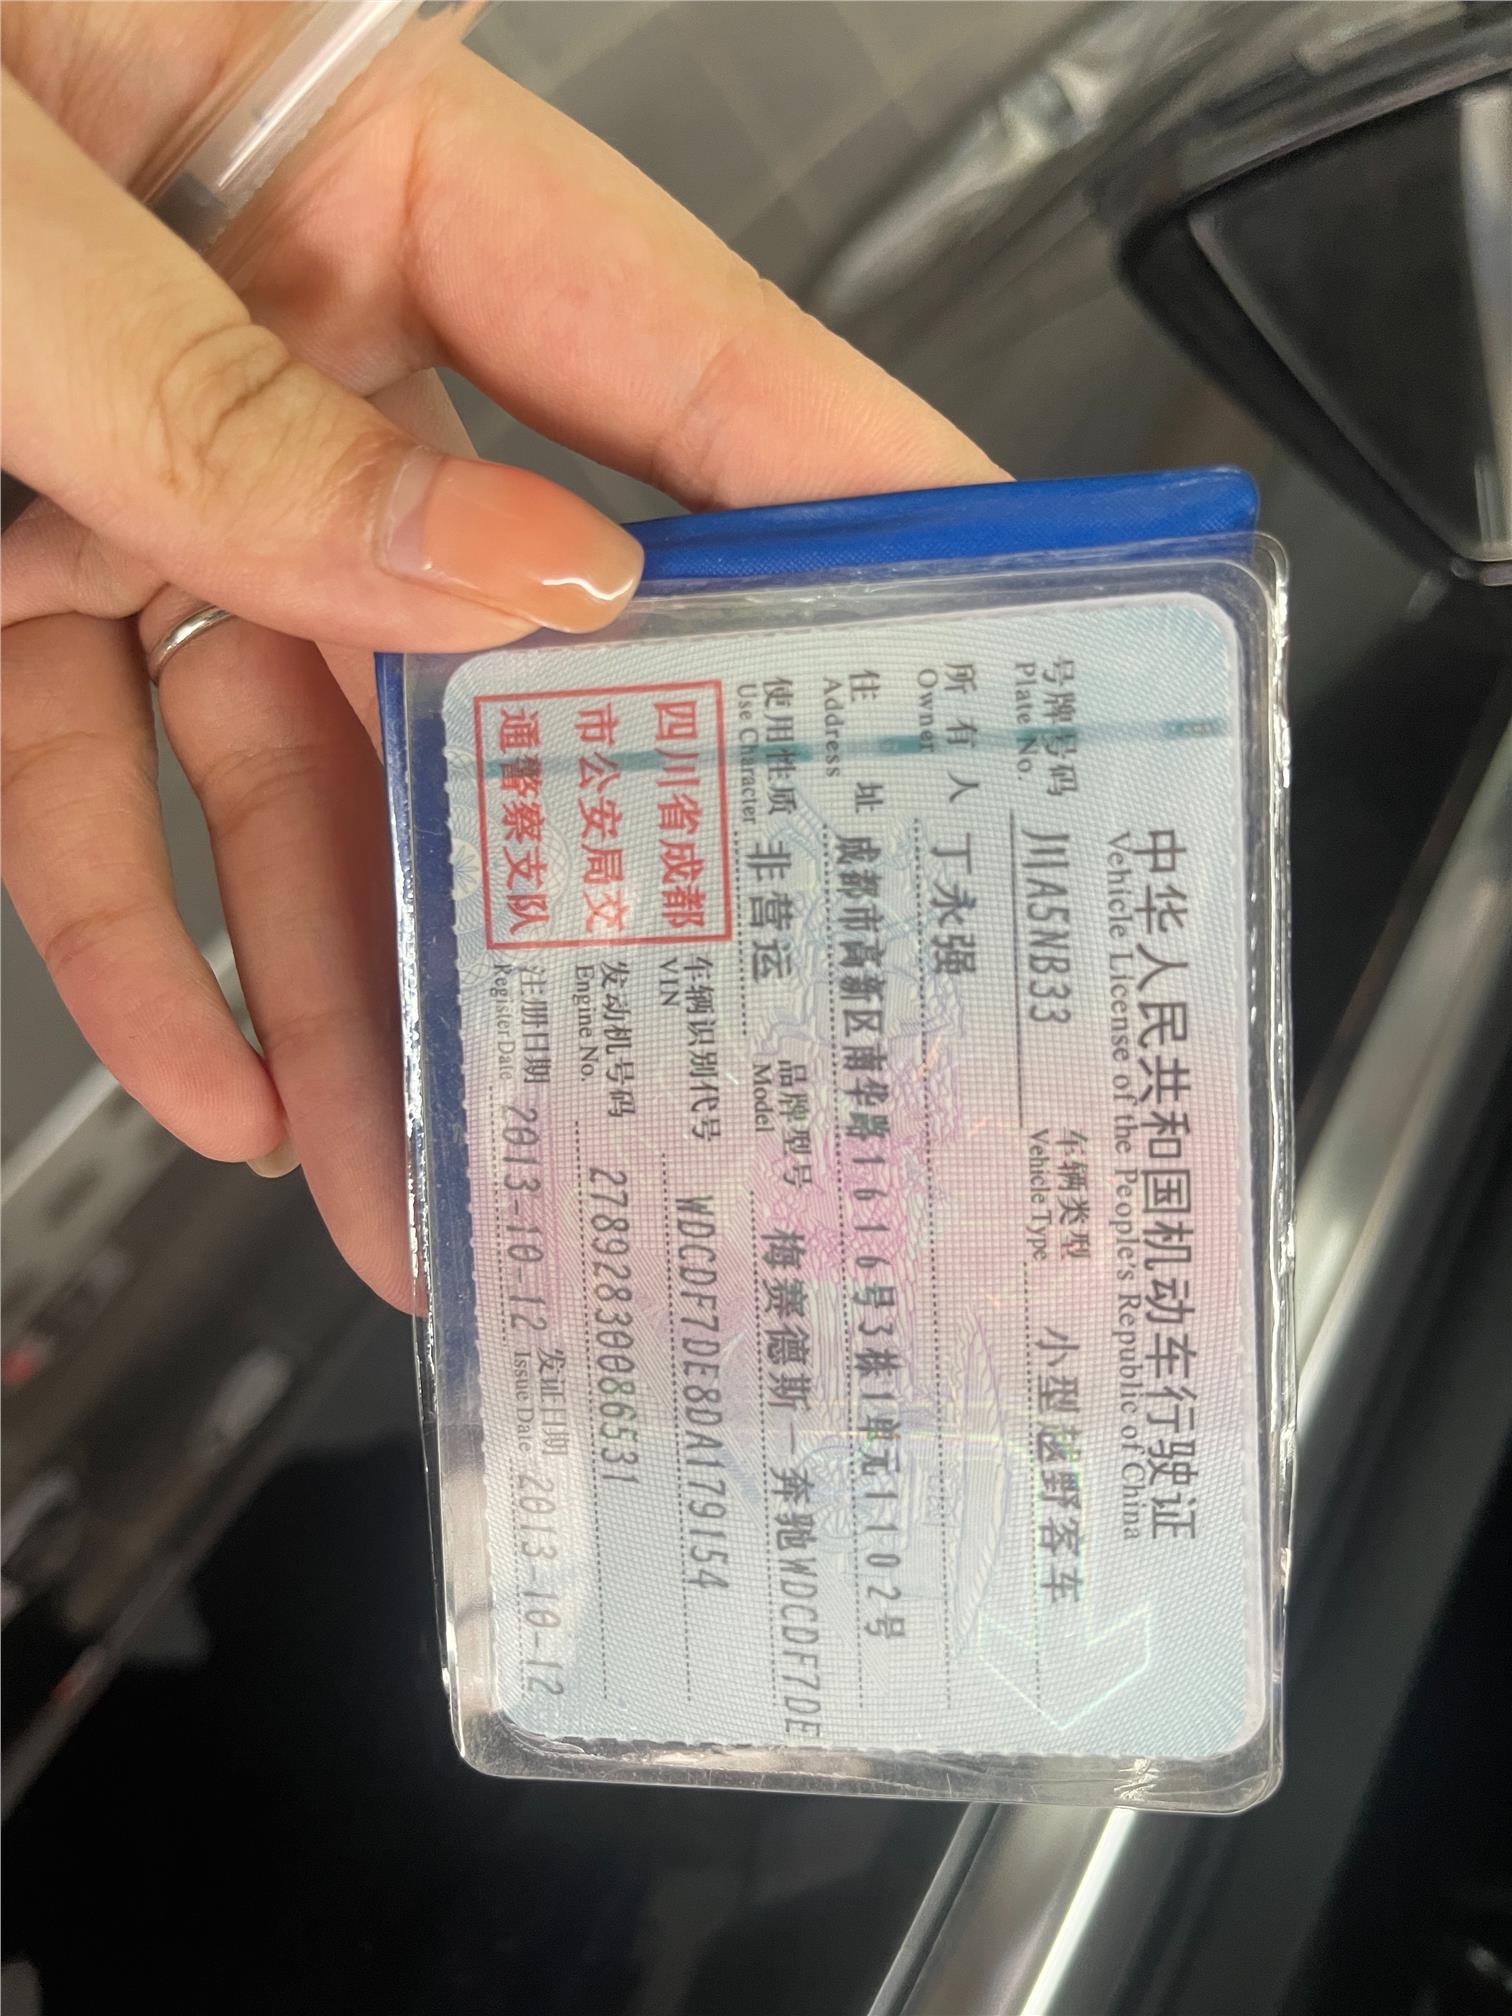 中华人民共和国机动车行驶证
Vehicle License of the People's Republic of China
号牌号码 川A5NB33 车辆类型 小型越野客车
Plate No. Vehicle Type
所有人 丁永强
Owner
住址 成都市高新区南华路1616号3栋1单元1102号
Address
使用性质 非营运 品牌型号 梅赛德斯－奔驰WDCDF7DE
Use Character Model
四川省成都
市公安局交
通警察支队
车辆识别代号 WDCDF7DE8DA179154
VIN
发动机号码 27892830086531
Engine No.
注册日期 2013-10-12 发证日期 2013-10-12
Register Date Issue Date